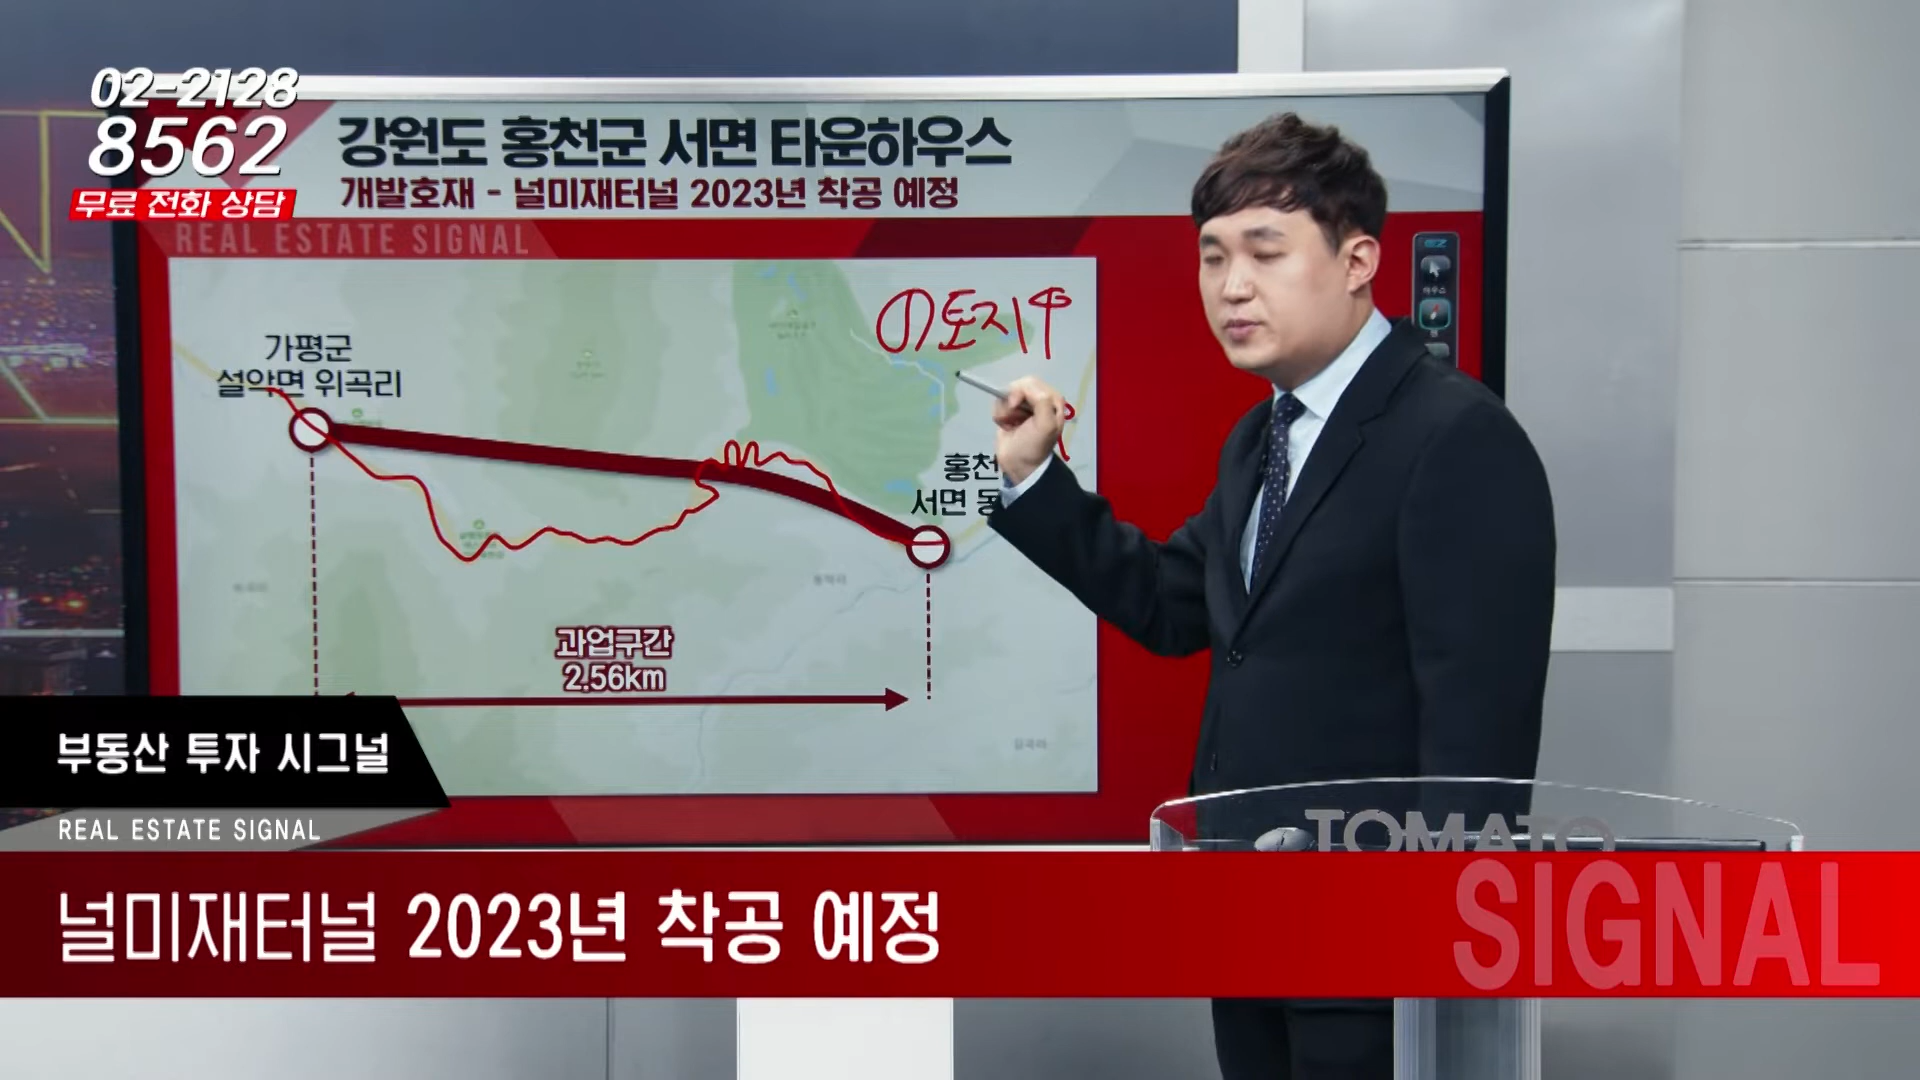 02-2128
8562
무료 전화 상담
강원도 홍천군 서면 타운하우스
개발호재 - 널미재터널 2023년 착공 예정
REAL ESTATE SIGNAL
①토지
가평군
설악면 위곡리
홍천
서면 동
과업구간
2.56km
부동산 투자 시그널
REAL ESTATE SIGNAL
TOMATO
SIGNAL
널미재터널 2023년 착공 예정